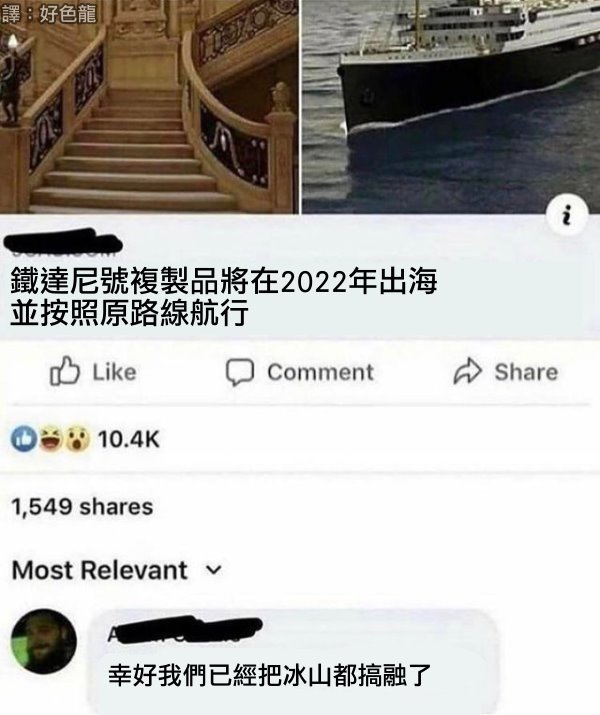 譯：好色龍
鐵達尼號複製品將在2022年出海
並按照原路線航行
Like Comment Share
10.4K
1,549 shares
Most Relevant
幸好我們已經把冰山都搞融了